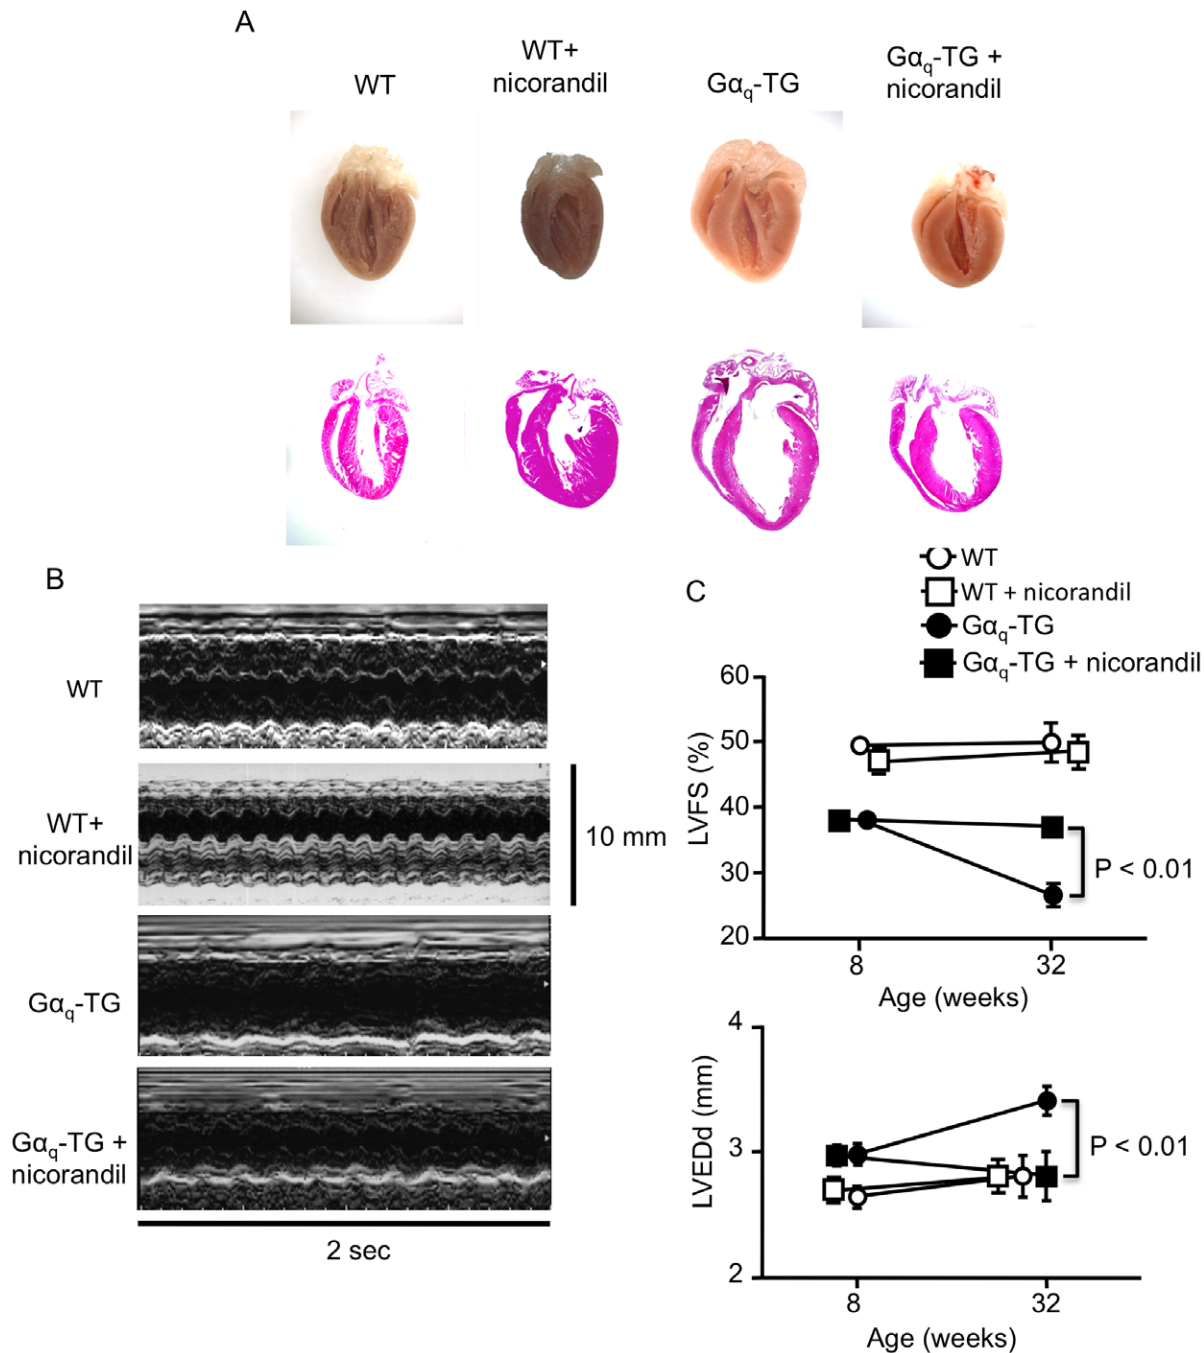 A
WT
WT+
nicorandil
Gαq-TG
Gαq-TG +
nicorandil
B
WT
WT+
nicorandil
Gαq-TG
Gαq-TG +
nicorandil
10 mm
2 sec
C
WT
WT + nicorandil
Gαq-TG
Gαq-TG + nicorandil
LVFS (%)
60
50
40
30
20
P < 0.01
8
32
Age (weeks)
LVEDd (mm)
4
3
2
P < 0.01
8
32
Age (weeks)